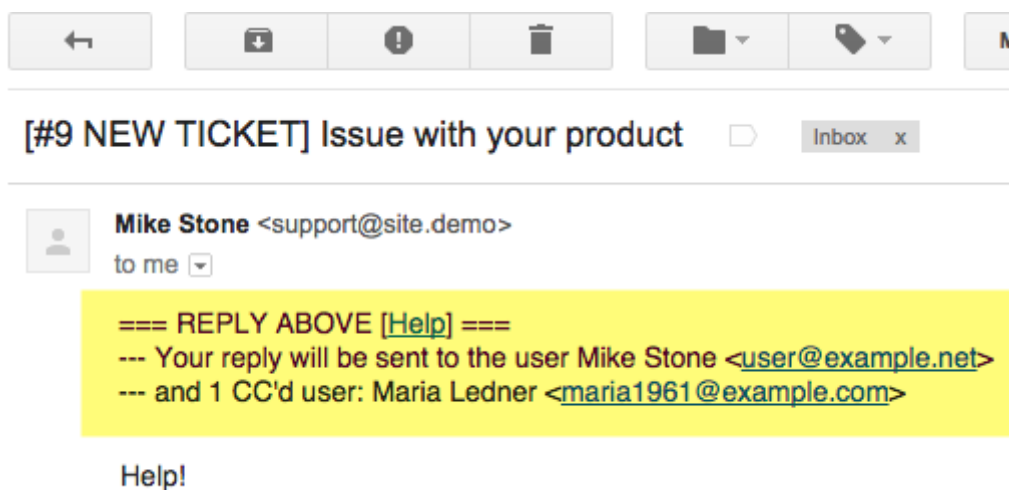 [#9 NEW TICKET] Issue with your product
Inbox x
Mike Stone <support@site.demo>
to me
=== REPLY ABOVE [Help] ===
--- Your reply will be sent to the user Mike Stone <user@example.net>
--- and 1 CC'd user: Maria Ledner <maria1961@example.com>
Help!